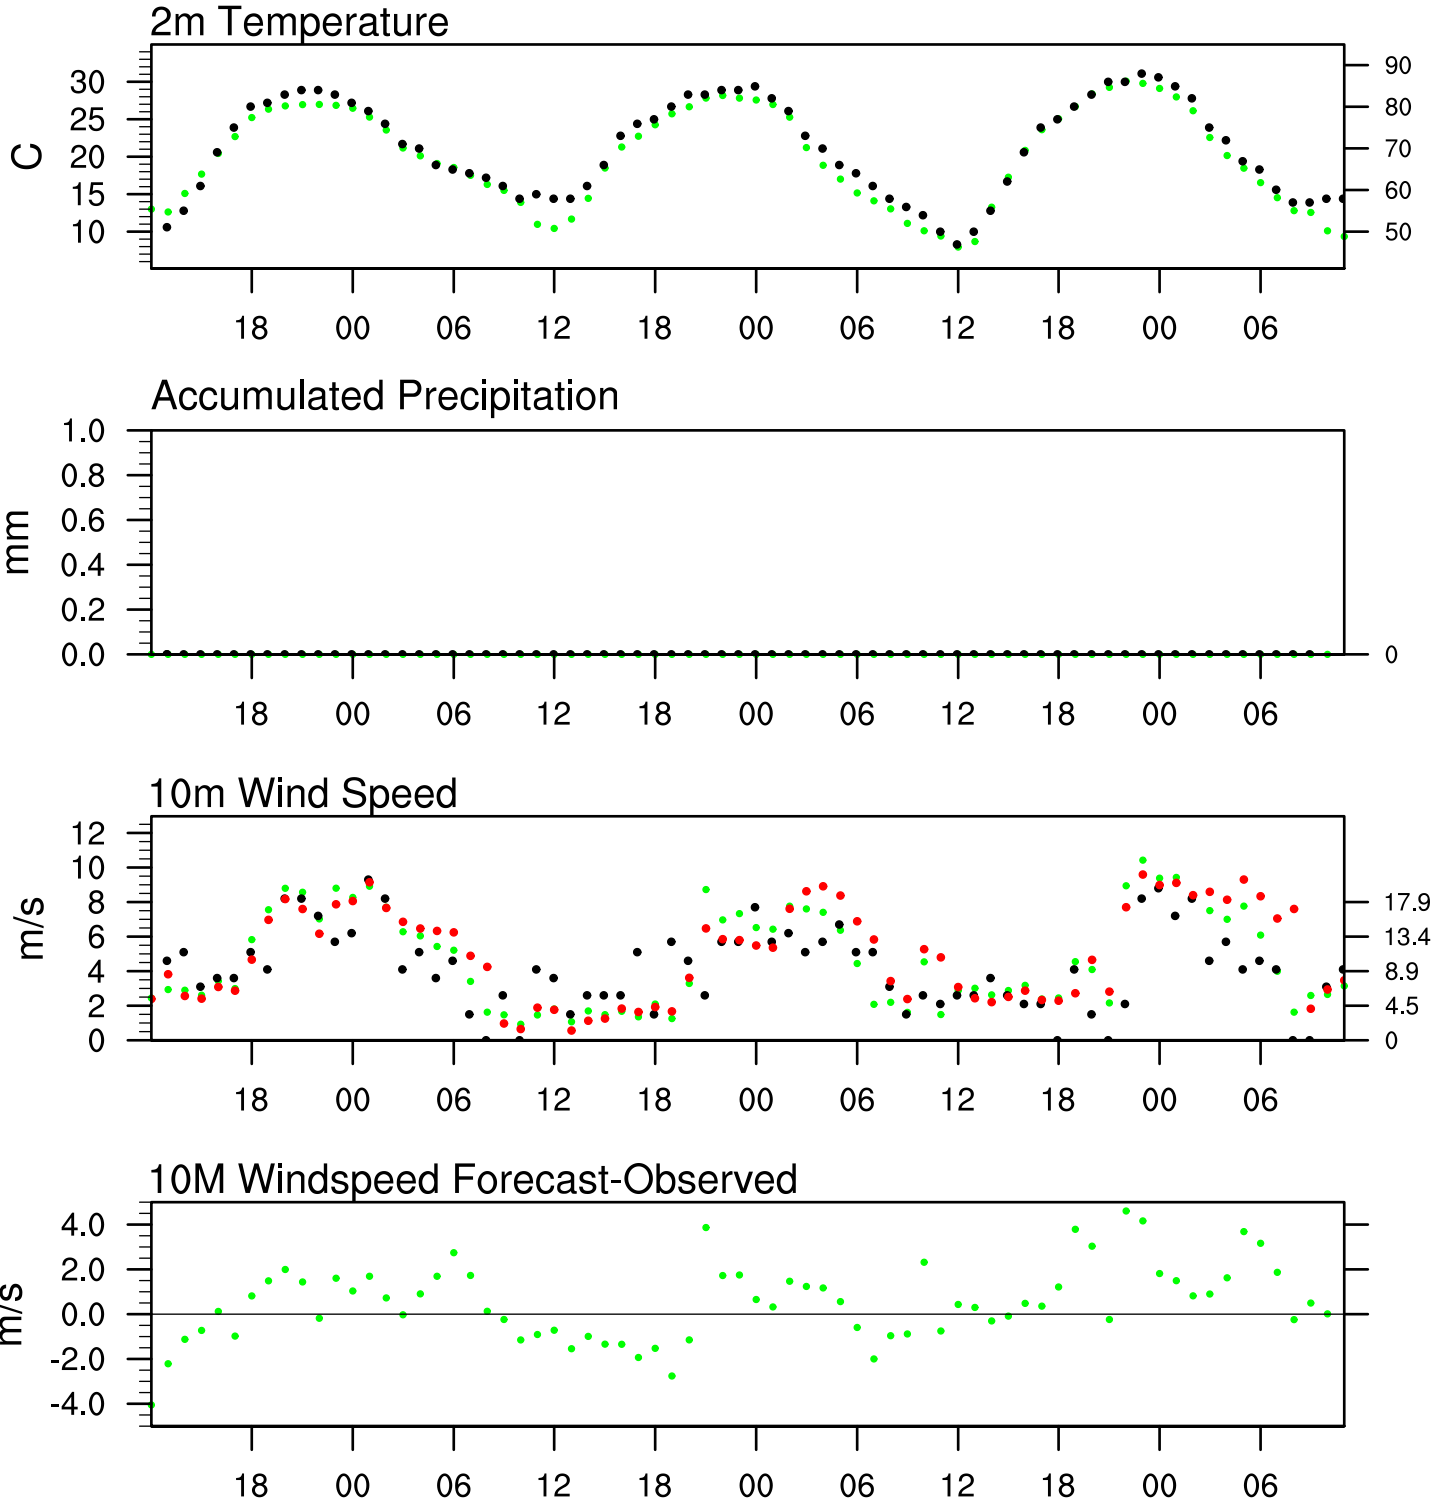 2m Temperature
C
30
25
20
15
10
90
80
70
60
50
18 00 06 12 18 00 06 12 18 00 06
Accumulated Precipitation
mm
1.0
0.8
0.6
0.4
0.2
0.0
0
18 00 06 12 18 00 06 12 18 00 06
10m Wind Speed
m/s
12
10
8
6
4
2
0
17.9
13.4
8.9
4.5
0
18 00 06 12 18 00 06 12 18 00 06
10M Windspeed Forecast-Observed
m/s
4.0
2.0
0.0
-2.0
-4.0
18 00 06 12 18 00 06 12 18 00 06